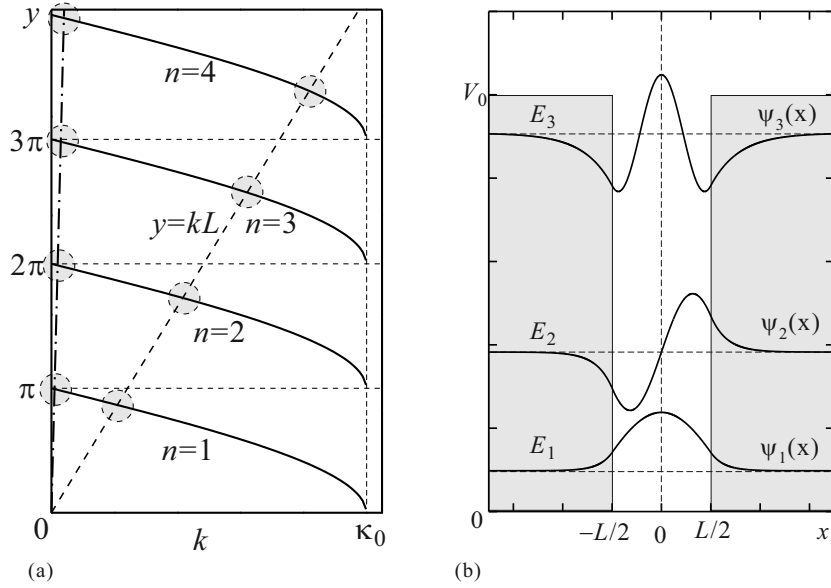 y
n=4
3π
y=kL
n=3
2π
n=2
π
n=1
0
k
κ₀
(a)
V₀
E₃
ψ₃(x)
E₂
ψ₂(x)
E₁
ψ₁(x)
0
−L/2
0
L/2
x
(b)